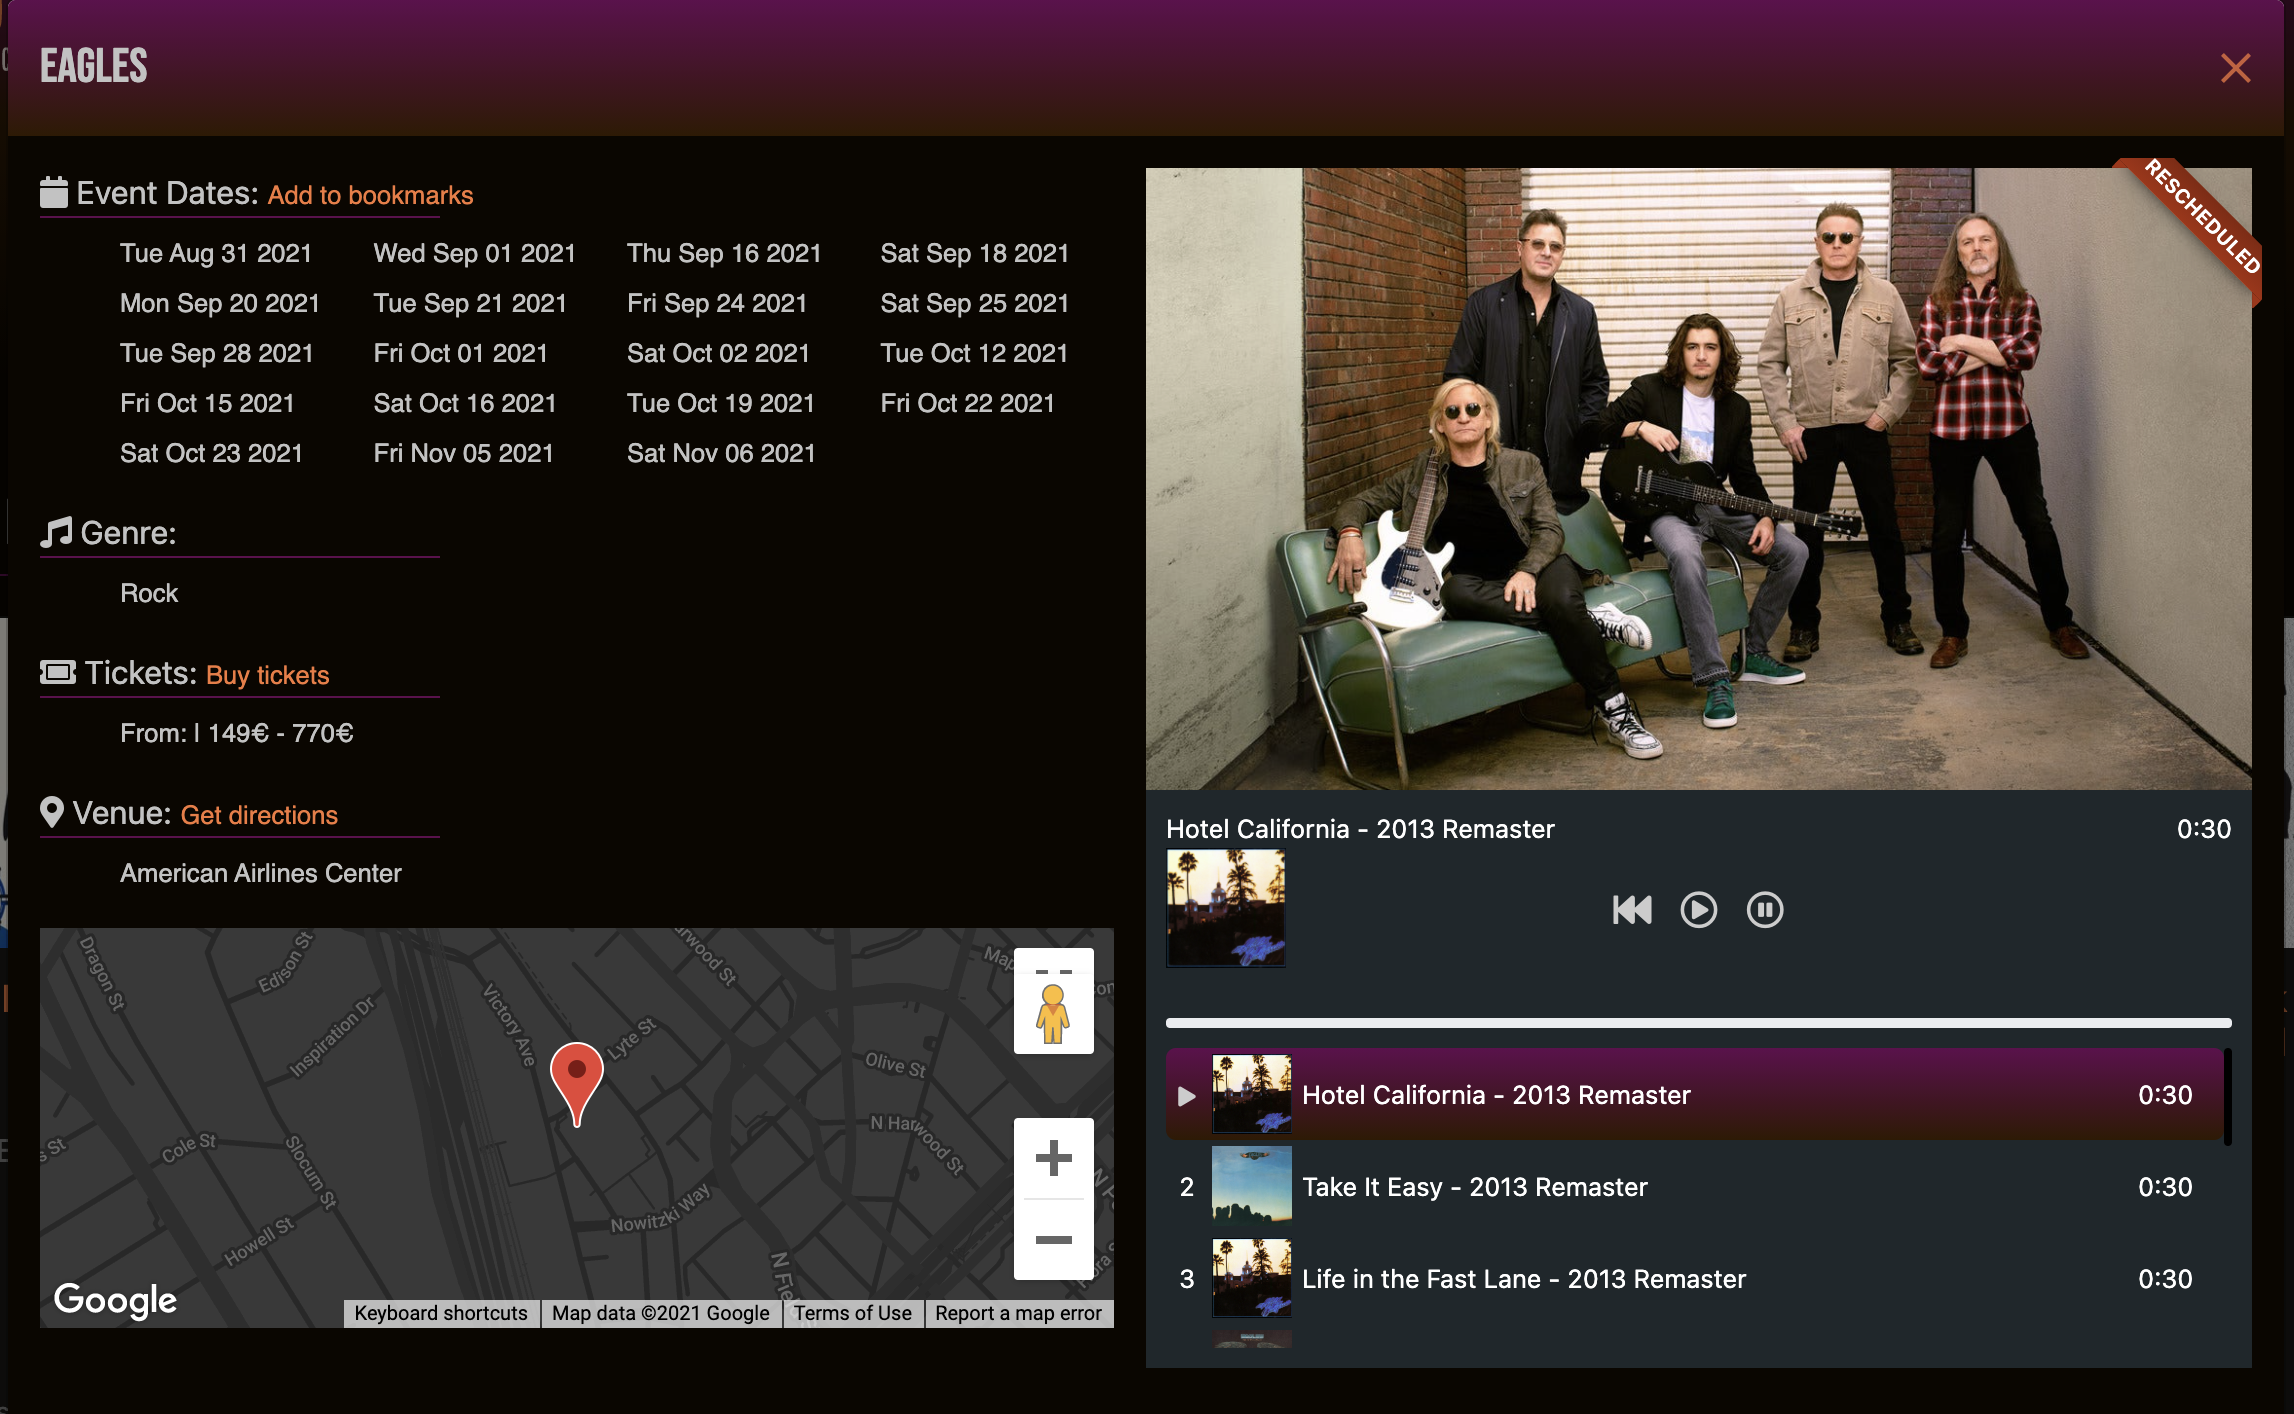 EAGLES
Event Dates: Add to bookmarks
Tue Aug 31 2021 Wed Sep 01 2021 Thu Sep 16 2021 Sat Sep 18 2021
Mon Sep 20 2021 Tue Sep 21 2021 Fri Sep 24 2021 Sat Sep 25 2021
Tue Sep 28 2021 Fri Oct 01 2021 Sat Oct 02 2021 Tue Oct 12 2021
Fri Oct 15 2021 Sat Oct 16 2021 Tue Oct 19 2021 Fri Oct 22 2021
Sat Oct 23 2021 Fri Nov 05 2021 Sat Nov 06 2021
Genre:
Rock
Tickets: Buy tickets
From: | 149€ - 770€
Venue: Get directions
American Airlines Center
Dragon St
Edison St
Inspiration Dr
Victory Ave
Lyte St
Olive St
N Harwood St
Cole St
Slocum St
Howell St
Nowitzki Way
Google
Keyboard shortcuts
Map data ©2021 Google
Terms of Use
Report a map error
RESCHEDULED
Hotel California - 2013 Remaster 0:30
Hotel California - 2013 Remaster 0:30
2 Take It Easy - 2013 Remaster 0:30
3 Life in the Fast Lane - 2013 Remaster 0:30